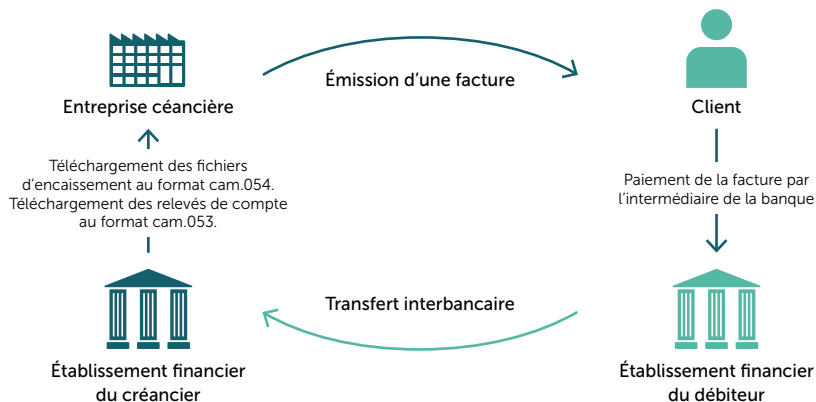 Entreprise céancière
Émission d'une facture
Client
Téléchargement des fichiers
d'encaissement au format cam.054.
Téléchargement des relevés de compte
au format cam.053.
Paiement de la facture par
l'intermédiaire de la banque
Transfert interbancaire
Établissement financier
du créancier
Établissement financier
du débiteur